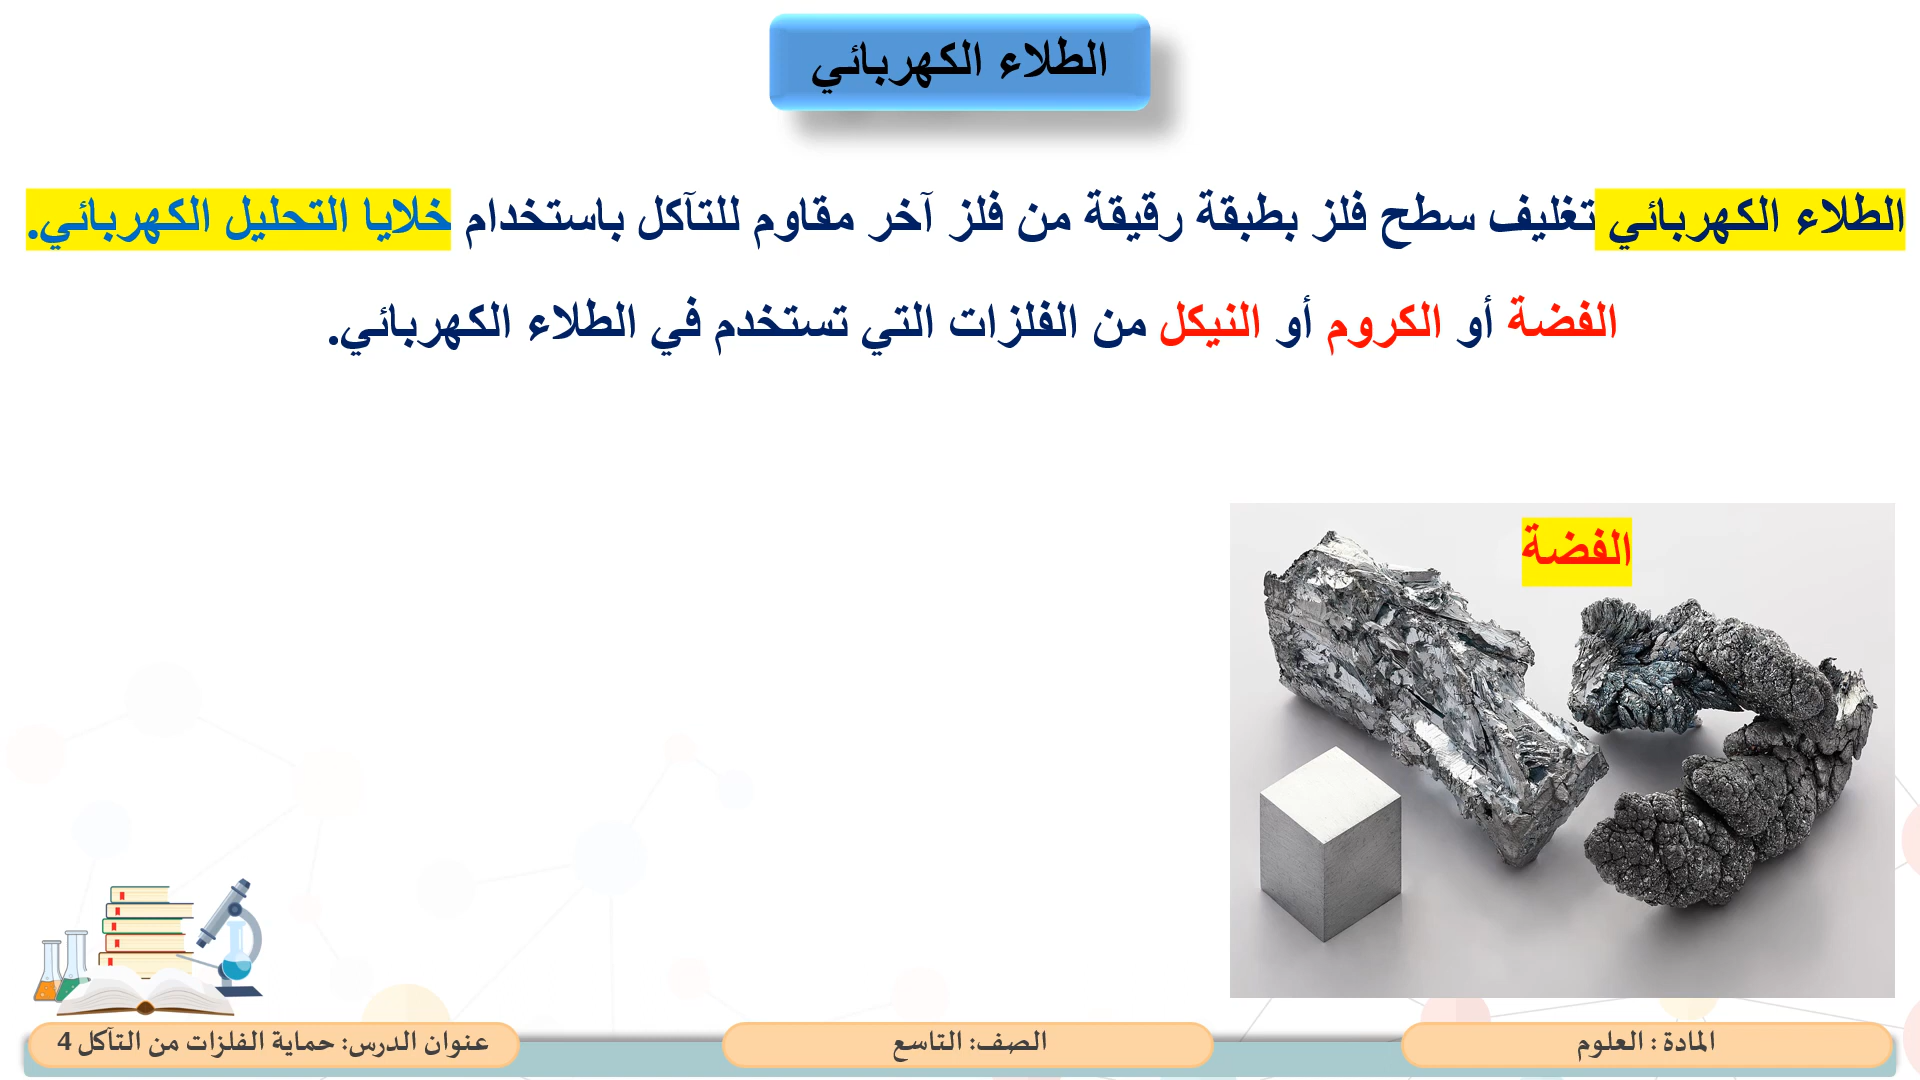 الطلاء الكهربائي
الطلاء الكهربائي تغليف سطح فلز بطبقة رقيقة من فلز آخر مقاوم للتآكل باستخدام خلايا التحليل الكهربائي.
الفضة أو الكروم أو النيكل من الفلزات التي تستخدم في الطلاء الكهربائي.
الفضة
المادة : العلوم
الصف: التاسع
عنوان الدرس: حماية الفلزات من التآكل 4